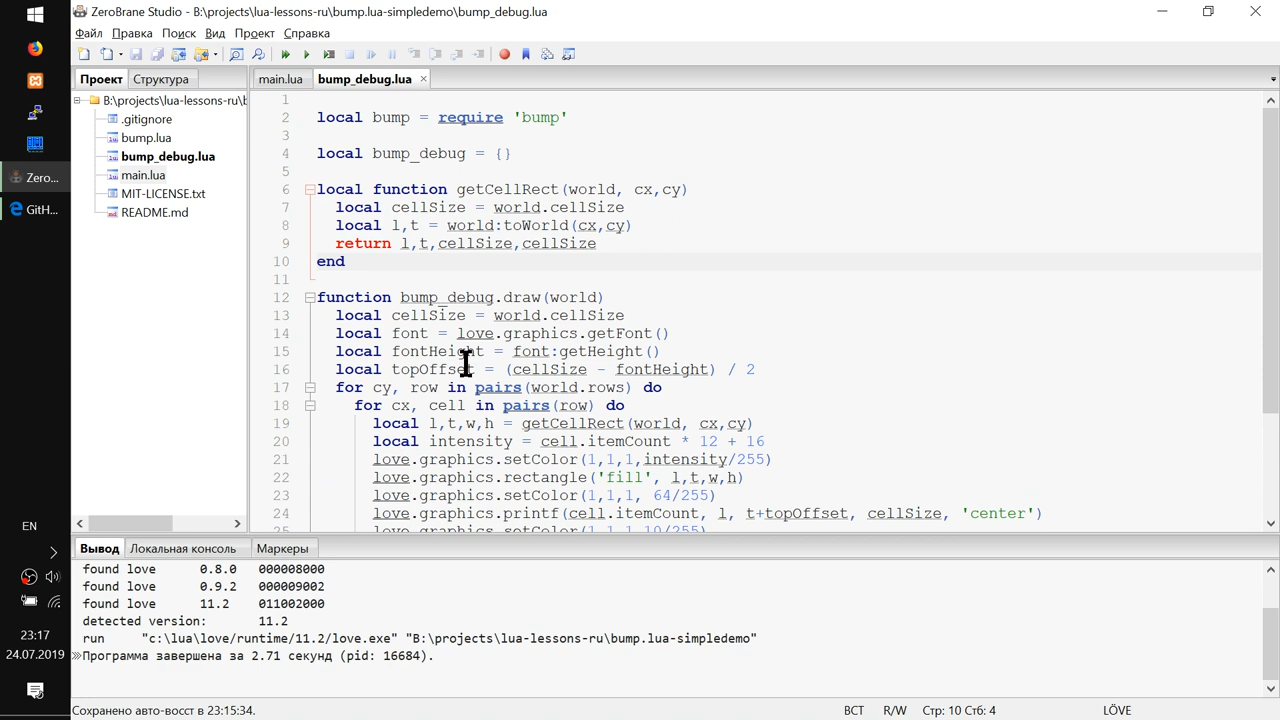 ZeroBrane Studio - B:\projects\lua-lessons-ru\bump.lua-simpledemo\bump_debug.lua
Файл Правка Поиск Вид Проект Справка
Проект Структура
main.lua bump_debug.lua
B:\projects\lua-lessons-ru\b
.gitignore
bump.lua
bump_debug.lua
main.lua
MIT-LICENSE.txt
README.md
1
2 local bump = require 'bump'
3
4 local bump_debug = {}
5
6 local function getCellRect(world, cx,cy)
7 local cellSize = world.cellSize
8 local l,t = world:toWorld(cx,cy)
9 return l,t,cellSize,cellSize
10 end
11
12 function bump_debug.draw(world)
13 local cellSize = world.cellSize
14 local font = love.graphics.getFont()
15 local fontHeight = font:getHeight()
16 local topOffset = (cellSize - fontHeight) / 2
17 for cy, row in pairs(world.rows) do
18 for cx, cell in pairs(row) do
19 local l,t,w,h = getCellRect(world, cx,cy)
20 local intensity = cell.itemCount * 12 + 16
21 love.graphics.setColor(1,1,1,intensity/255)
22 love.graphics.rectangle('fill', l,t,w,h)
23 love.graphics.setColor(1,1,1, 64/255)
24 love.graphics.printf(cell.itemCount, l, t+topOffset, cellSize, 'center')
25 love.graphics.setColor(1,1,1,10/255)
Вывод Локальная консоль Маркеры
found love 0.8.0 000008000
found love 0.9.2 000009002
found love 11.2 011002000
detected version: 11.2
run "c:\lua\love/runtime/11.2/love.exe" "B:\projects\lua-lessons-ru\bump.lua-simpledemo"
Программа завершена за 2.71 секунд (pid: 16684).
Сохранено авто-восст в 23:15:34.
ВСТ R/W Стр: 10 Стб: 4 LÖVE
Zero...
GitH...
EN
23:17
24.07.2019